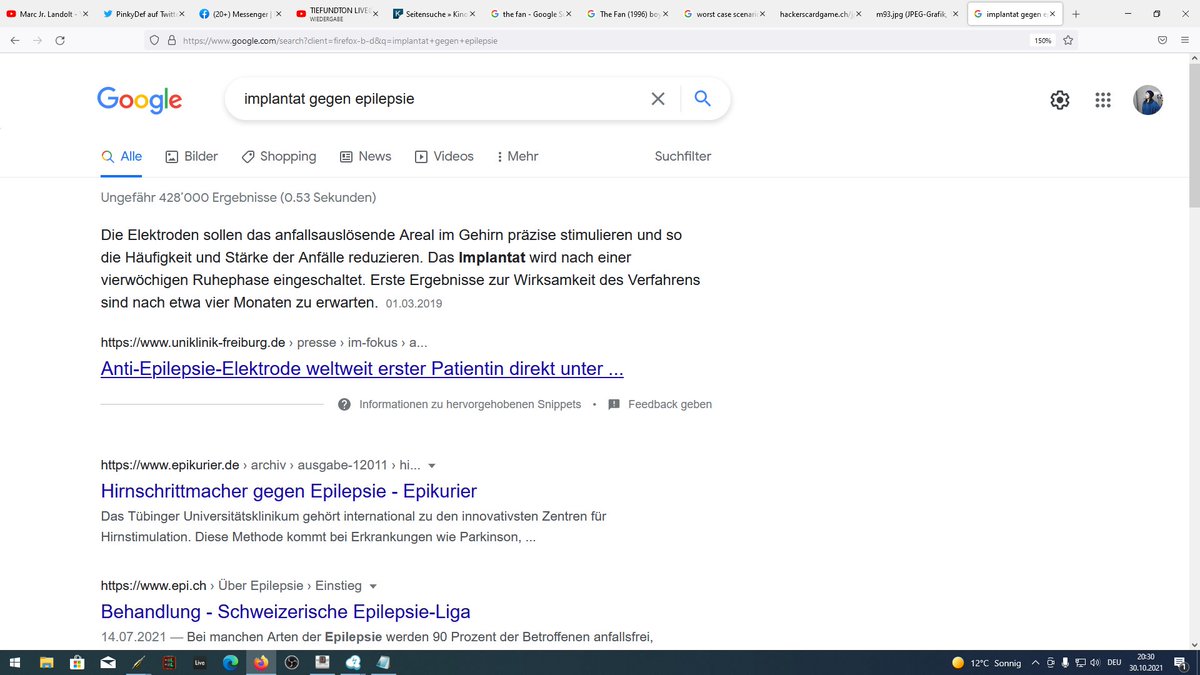 Marc Jr. Landolt -
PinkyDef auf Twitt
(20+) Messenger |
TIEFUNDTON LIVE
WIEDERGABE
Seitensuche » Kino
the fan - Google S
The Fan (1996) bo
worst case scenari
hackerscardgame.ch/
m93.jpg (JPEG-Grafik,
implantat gegen e
https://www.google.com/search?client=firefox-b-d&q=implantat+gegen+epilepsie
150%
Google
implantat gegen epilepsie
Alle
Bilder
Shopping
News
Videos
Mehr
Suchfilter
Ungefähr 428'000 Ergebnisse (0.53 Sekunden)
Die Elektroden sollen das anfallsauslösende Areal im Gehirn präzise stimulieren und so
die Häufigkeit und Stärke der Anfälle reduzieren. Das Implantat wird nach einer
vierwöchigen Ruhephase eingeschaltet. Erste Ergebnisse zur Wirksamkeit des Verfahrens
sind nach etwa vier Monaten zu erwarten. 01.03.2019
https://www.uniklinik-freiburg.de › presse › im-fokus › a...
Anti-Epilepsie-Elektrode weltweit erster Patientin direkt unter ...
Informationen zu hervorgehobenen Snippets • Feedback geben
https://www.epikurier.de › archiv › ausgabe-12011 › hi...
Hirnschrittmacher gegen Epilepsie - Epikurier
Das Tübinger Universitätsklinikum gehört international zu den innovativsten Zentren für
Hirnstimulation. Diese Methode kommt bei Erkrankungen wie Parkinson, ...
https://www.epi.ch › Über Epilepsie › Einstieg
Behandlung - Schweizerische Epilepsie-Liga
14.07.2021 — Bei manchen Arten der Epilepsie werden 90 Prozent der Betroffenen anfallsfrei,
Live
12°C Sonnig
DEU
20:30
30.10.2021
1